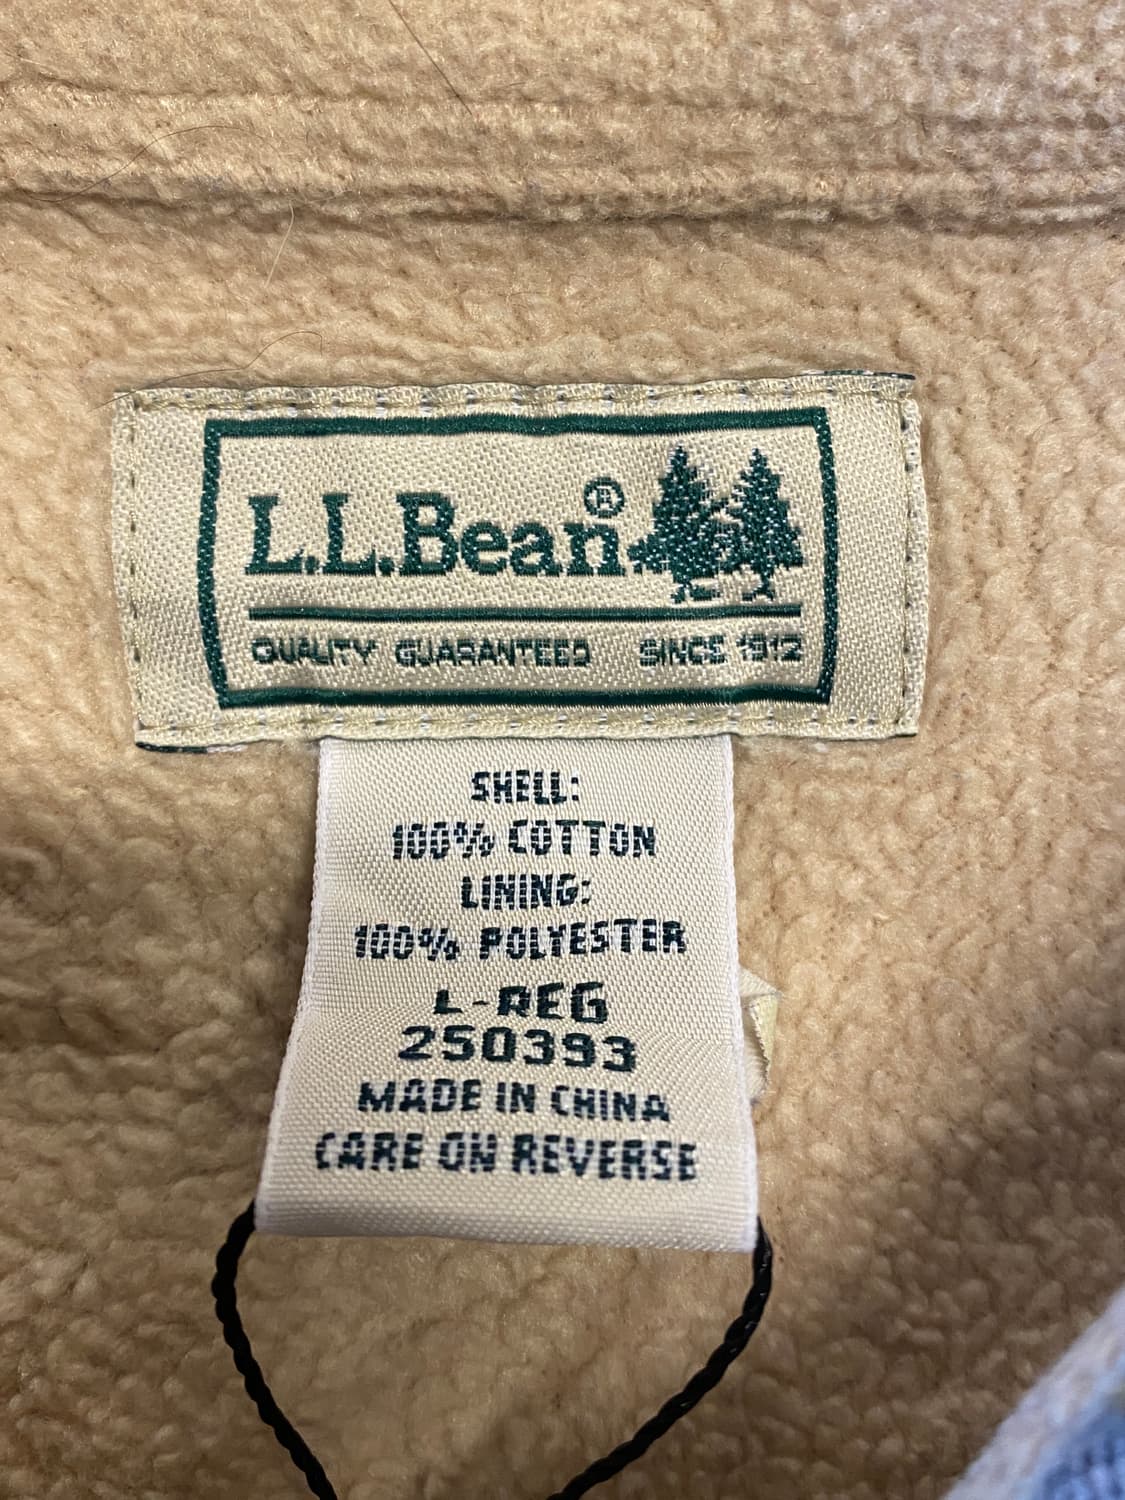 L.L.Bean®
QUALITY GUARANTEED SINCE 1912
SHELL:
100% COTTON
LINING:
100% POLYESTER
L-REG
250393
MADE IN CHINA
CARE ON REVERSE